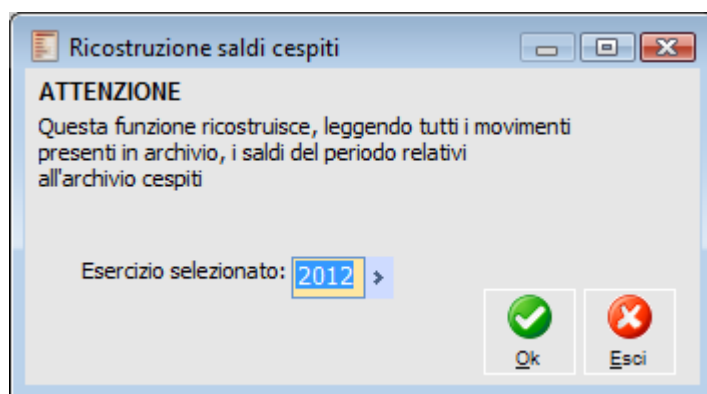 Ricostruzione saldi cespiti
ATTENZIONE
Questa funzione ricostruisce, leggendo tutti i movimenti
presenti in archivio, i saldi del periodo relativi
all'archivio cespiti
Esercizio selezionato: 2012
Ok Esci